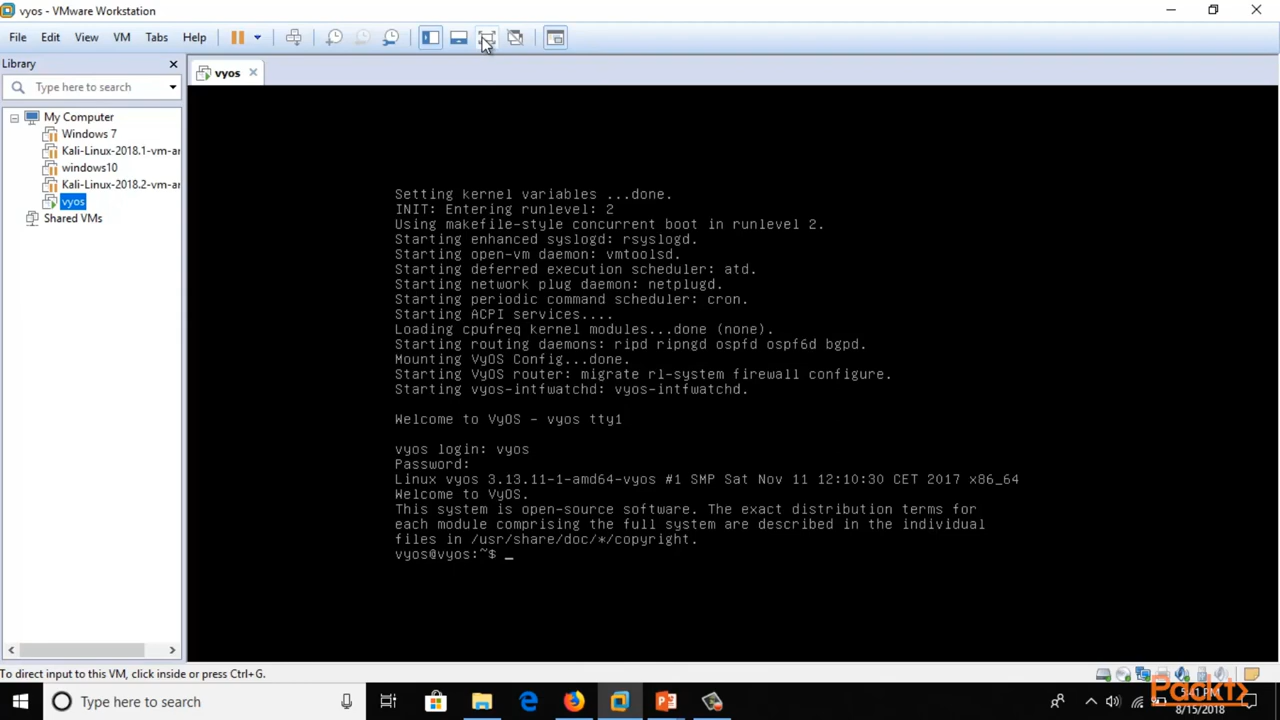 vyos - VMware Workstation
File Edit View VM Tabs Help
Library
Type here to search
My Computer
Windows 7
Kali-Linux-2018.1-vm-ar
windows10
Kali-Linux-2018.2-vm-ar
vyos
Shared VMs
vyos
Setting kernel variables ...done.
INIT: Entering runlevel: 2
Using makefile-style concurrent boot in runlevel 2.
Starting enhanced syslogd: rsyslogd.
Starting open-vm daemon: vmtoolsd.
Starting deferred execution scheduler: atd.
Starting network plug daemon: netplugd.
Starting periodic command scheduler: cron.
Starting ACPI services....
Loading cpufreq kernel modules...done (none).
Starting routing daemons: ripd ripngd ospfd ospf6d bgpd.
Mounting VyOS Config...done.
Starting VyOS router: migrate rl-system firewall configure.
Starting vyos-intfwatchd: vyos-intfwatchd.
Welcome to VyOS - vyos tty1
vyos login: vyos
Password:
Linux vyos 3.13.11-1-amd64-vyos #1 SMP Sat Nov 11 12:10:30 CET 2017 x86_64
Welcome to VyOS.
This system is open-source software. The exact distribution terms for
each module comprising the full system are described in the individual
files in /usr/share/doc/*/copyright.
vyos@vyos:~$ _
To direct input to this VM, click inside or press Ctrl+G.
Type here to search
Packt>
5:41 PM
8/15/2018